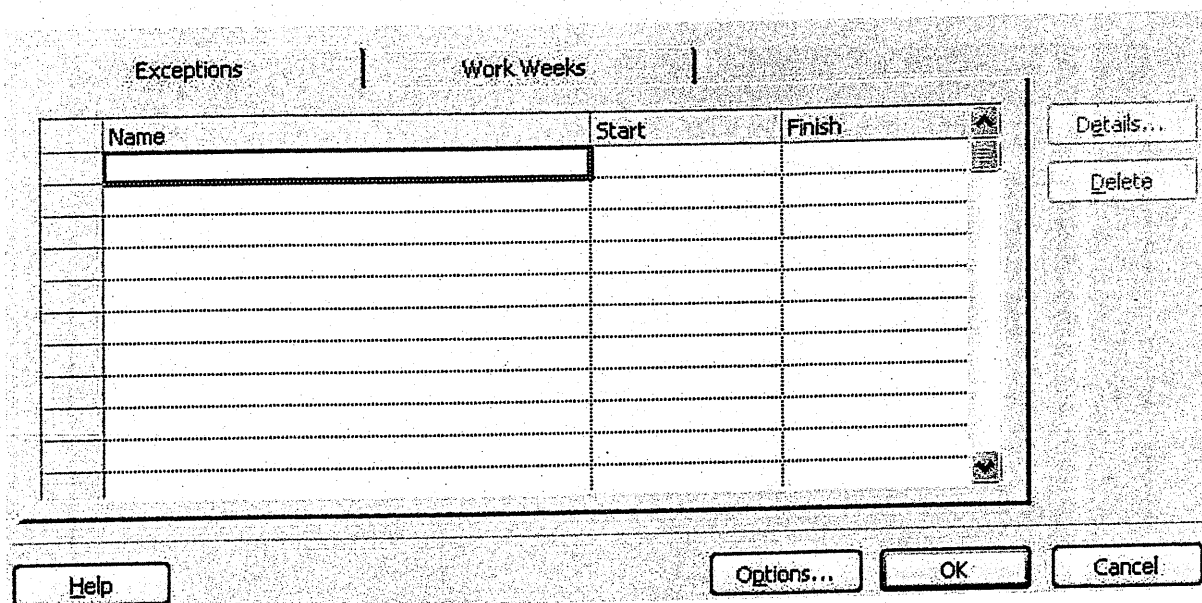 Exceptions Work Weeks
Name Start Finish
Details...
Delete
Help Options... OK Cancel